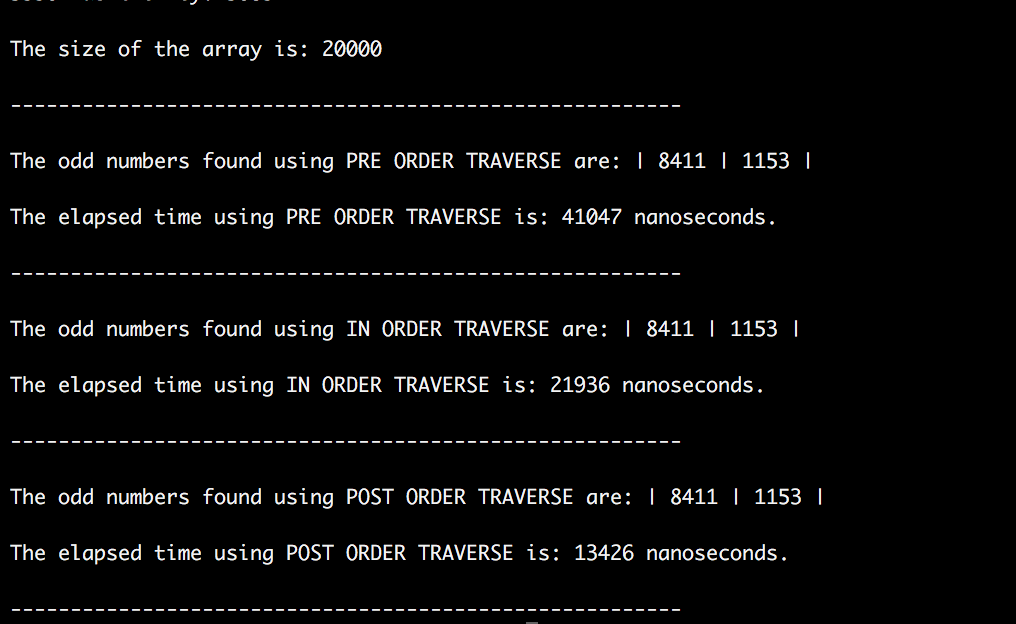 The size of the array is: 20000
--------------------------------------------------------
The odd numbers found using PRE ORDER TRAVERSE are: | 8411 | 1153 |
The elapsed time using PRE ORDER TRAVERSE is: 41047 nanoseconds.
--------------------------------------------------------
The odd numbers found using IN ORDER TRAVERSE are: | 8411 | 1153 |
The elapsed time using IN ORDER TRAVERSE is: 21936 nanoseconds.
--------------------------------------------------------
The odd numbers found using POST ORDER TRAVERSE are: | 8411 | 1153 |
The elapsed time using POST ORDER TRAVERSE is: 13426 nanoseconds.
--------------------------------------------------------